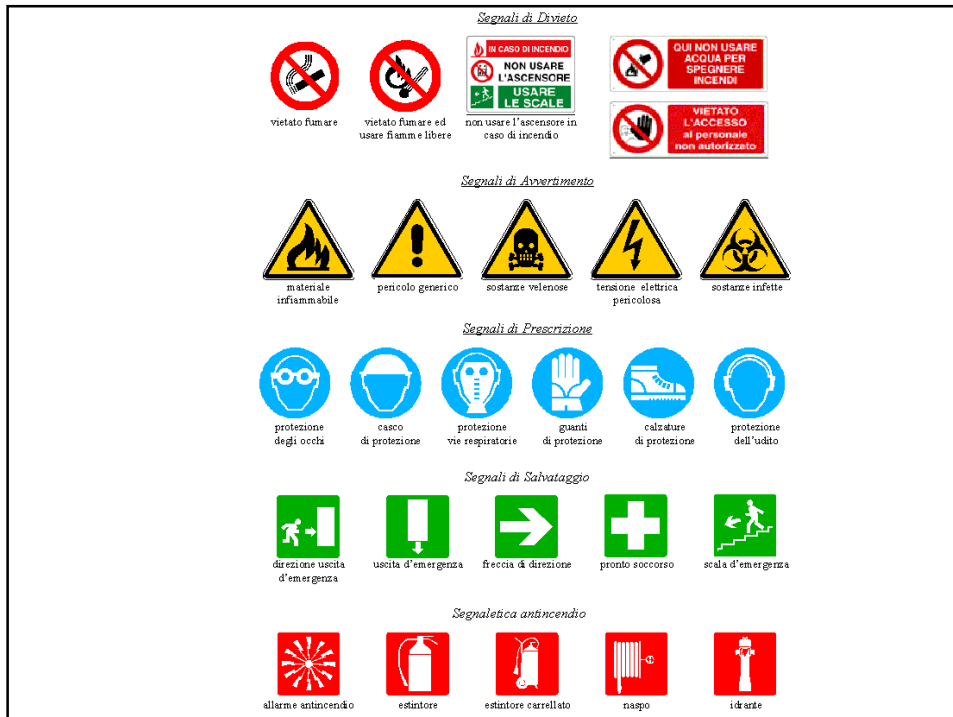 Segnali di Divieto
IN CASO DI INCENDIO
NON USARE
L'ASCENSORE
USARE
LE SCALE
QUI NON USARE
ACQUA PER
SPEGNERE
INCENDI
VIETATO
L'ACCESSO
al personale
non autorizzato
vietato fumare
vietato fumare ed
usare fiamme libere
non usare l'ascensore in
caso di incendio
Segnali di Avvertimento
materiale
infiammabile
pericolo generico
sostanze velenose
tensione elettrica
pericolosa
sostanze infette
Segnali di Prescrizione
protezione
degli occhi
casco
di protezione
protezione
vie respiratorie
guanti
di protezione
calzature
di protezione
protezione
dell'udito
Segnali di Salvataggio
direzione uscita
d'emergenza
uscita d'emergenza
freccia di direzione
pronto soccorso
scala d'emergenza
Segnaletica antincendio
allarme antincendio
estintore
estintore carrellato
naspo
idrante